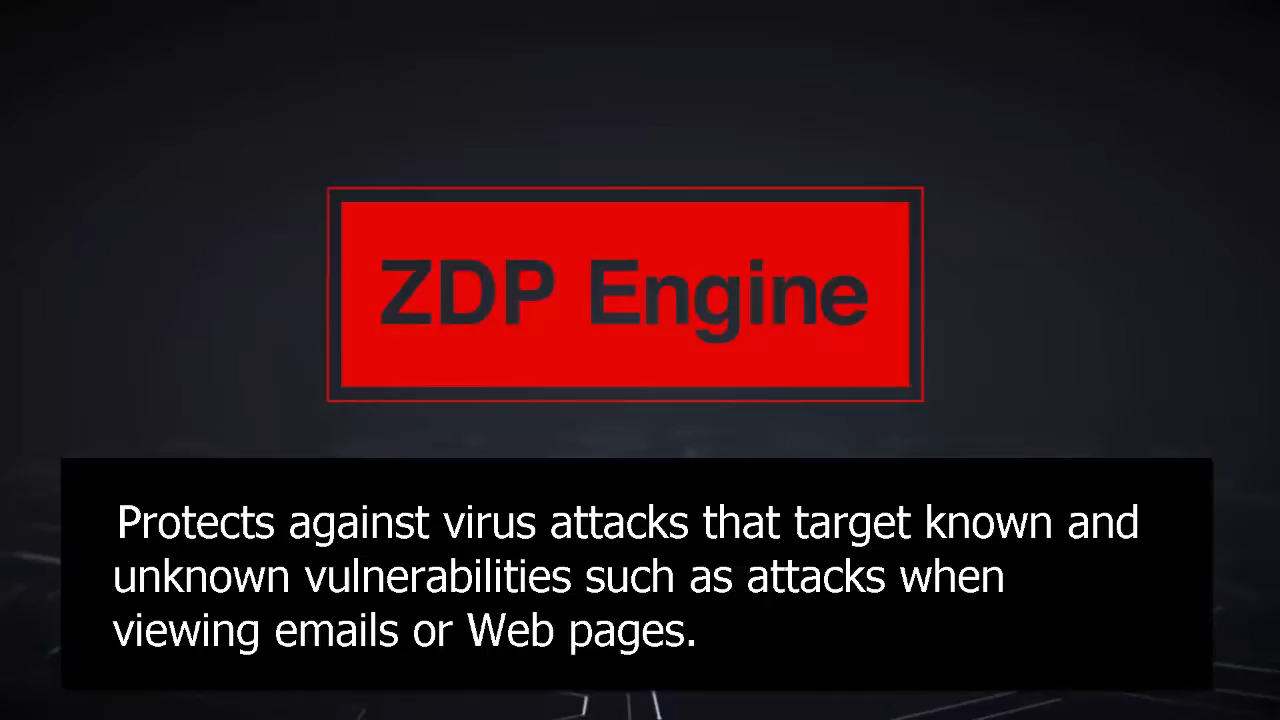 ZDP Engine
Protects against virus attacks that target known and
unknown vulnerabilities such as attacks when
viewing emails or Web pages.